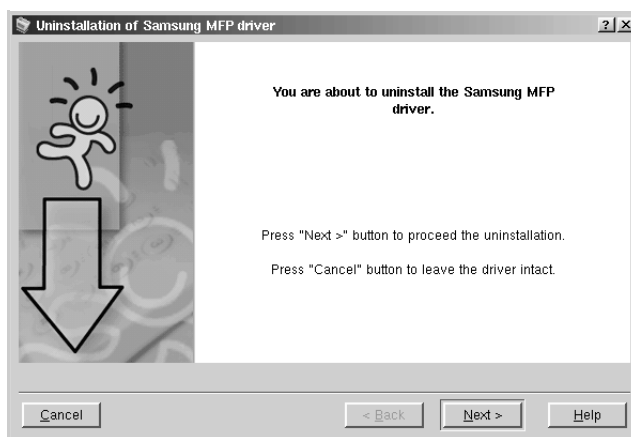 Uninstallation of Samsung MFP driver
You are about to uninstall the Samsung MFP
driver.
Press "Next >" button to proceed the uninstallation.
Press "Cancel" button to leave the driver intact.
Cancel
< Back
Next >
Help